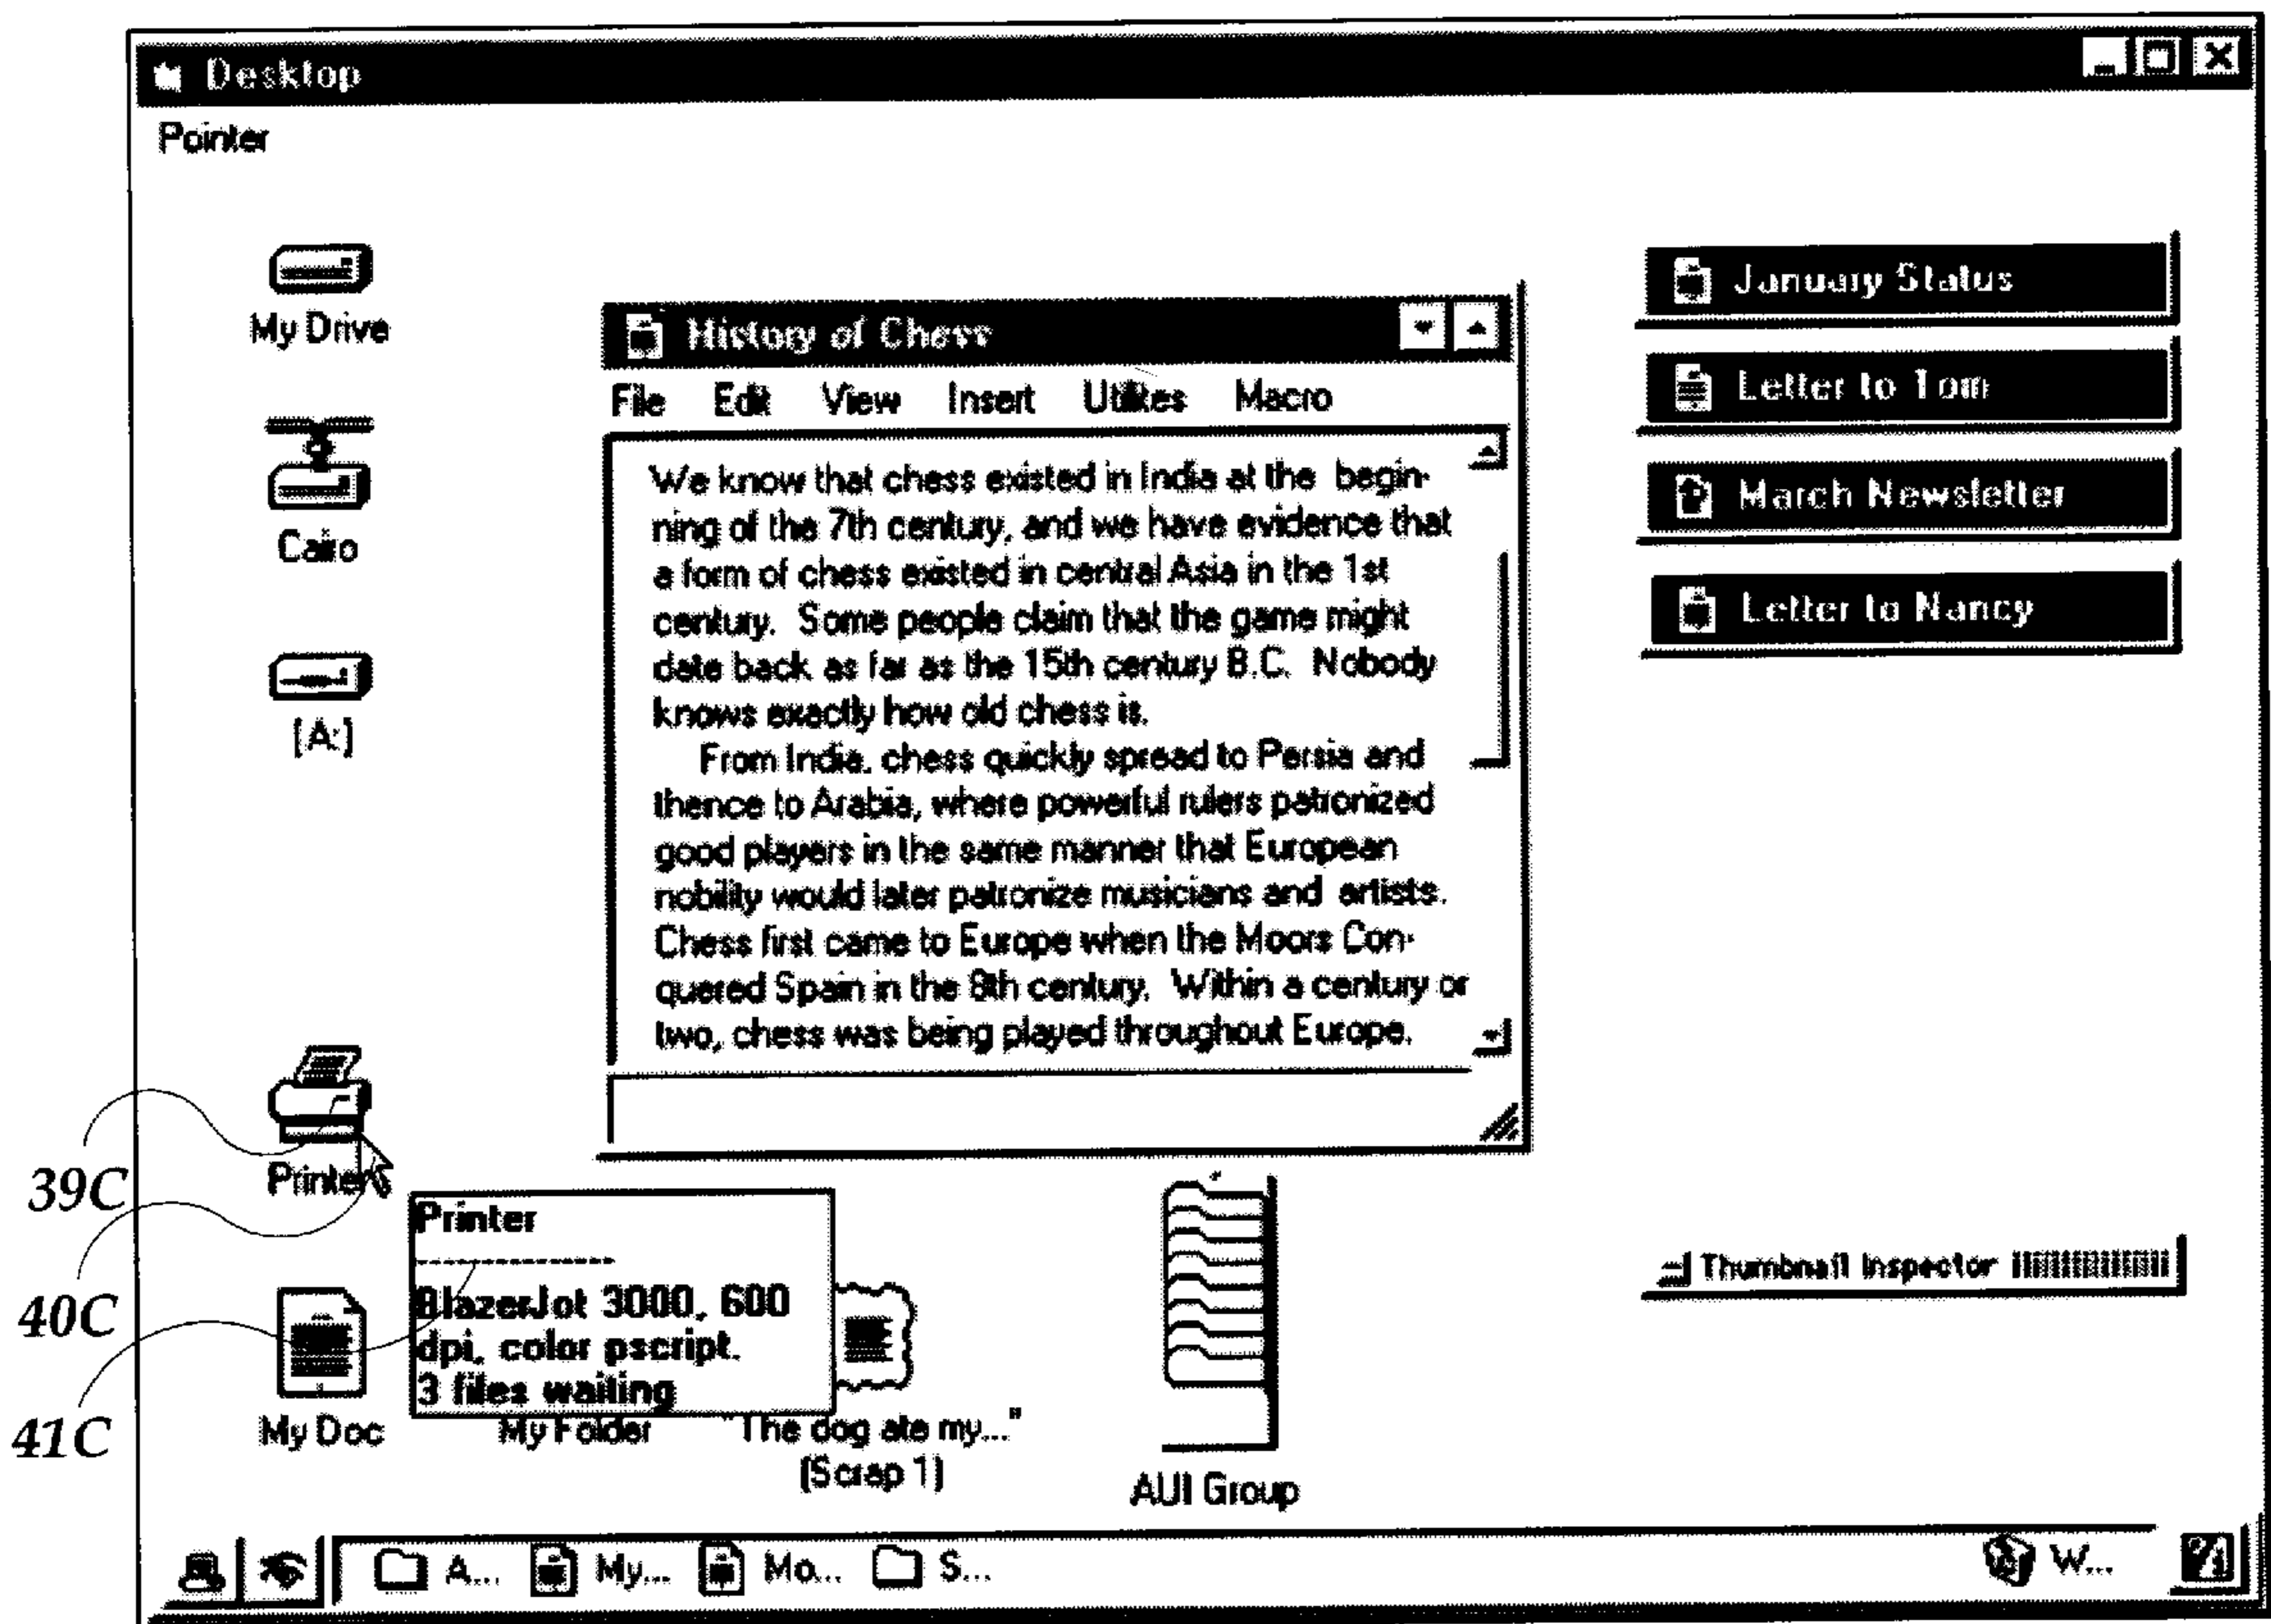 Desktop
Pointer
My Drive
Cairo
[A:]
Printer
My Doc
History of Chess
File Edit View Insert Utilites Macro
We know that chess existed in India at the begin-
ning of the 7th century, and we have evidence that
a form of chess existed in central Asia in the 1st
century. Some people claim that the game might
date back as far as the 15th century B.C. Nobody
knows exactly how old chess is.
From India, chess quickly spread to Persia and
thence to Arabia, where powerful rulers patronized
good players in the same manner that European
nobility would later patronize musicians and artists.
Chess first came to Europe when the Moors Con-
quered Spain in the 8th century. Within a century or
two, chess was being played throughout Europe.
January Status
Letter to Tom
March Newsletter
Letter to Nancy
39C
40C
41C
Printer
BlazerJot 3000, 600
dpi, color pscript.
3 files waiting
My Folder
"The dog ate my..."
(Scrap 1)
AUI Group
Thumbnail Inspector
A... My... Mo... S... W...